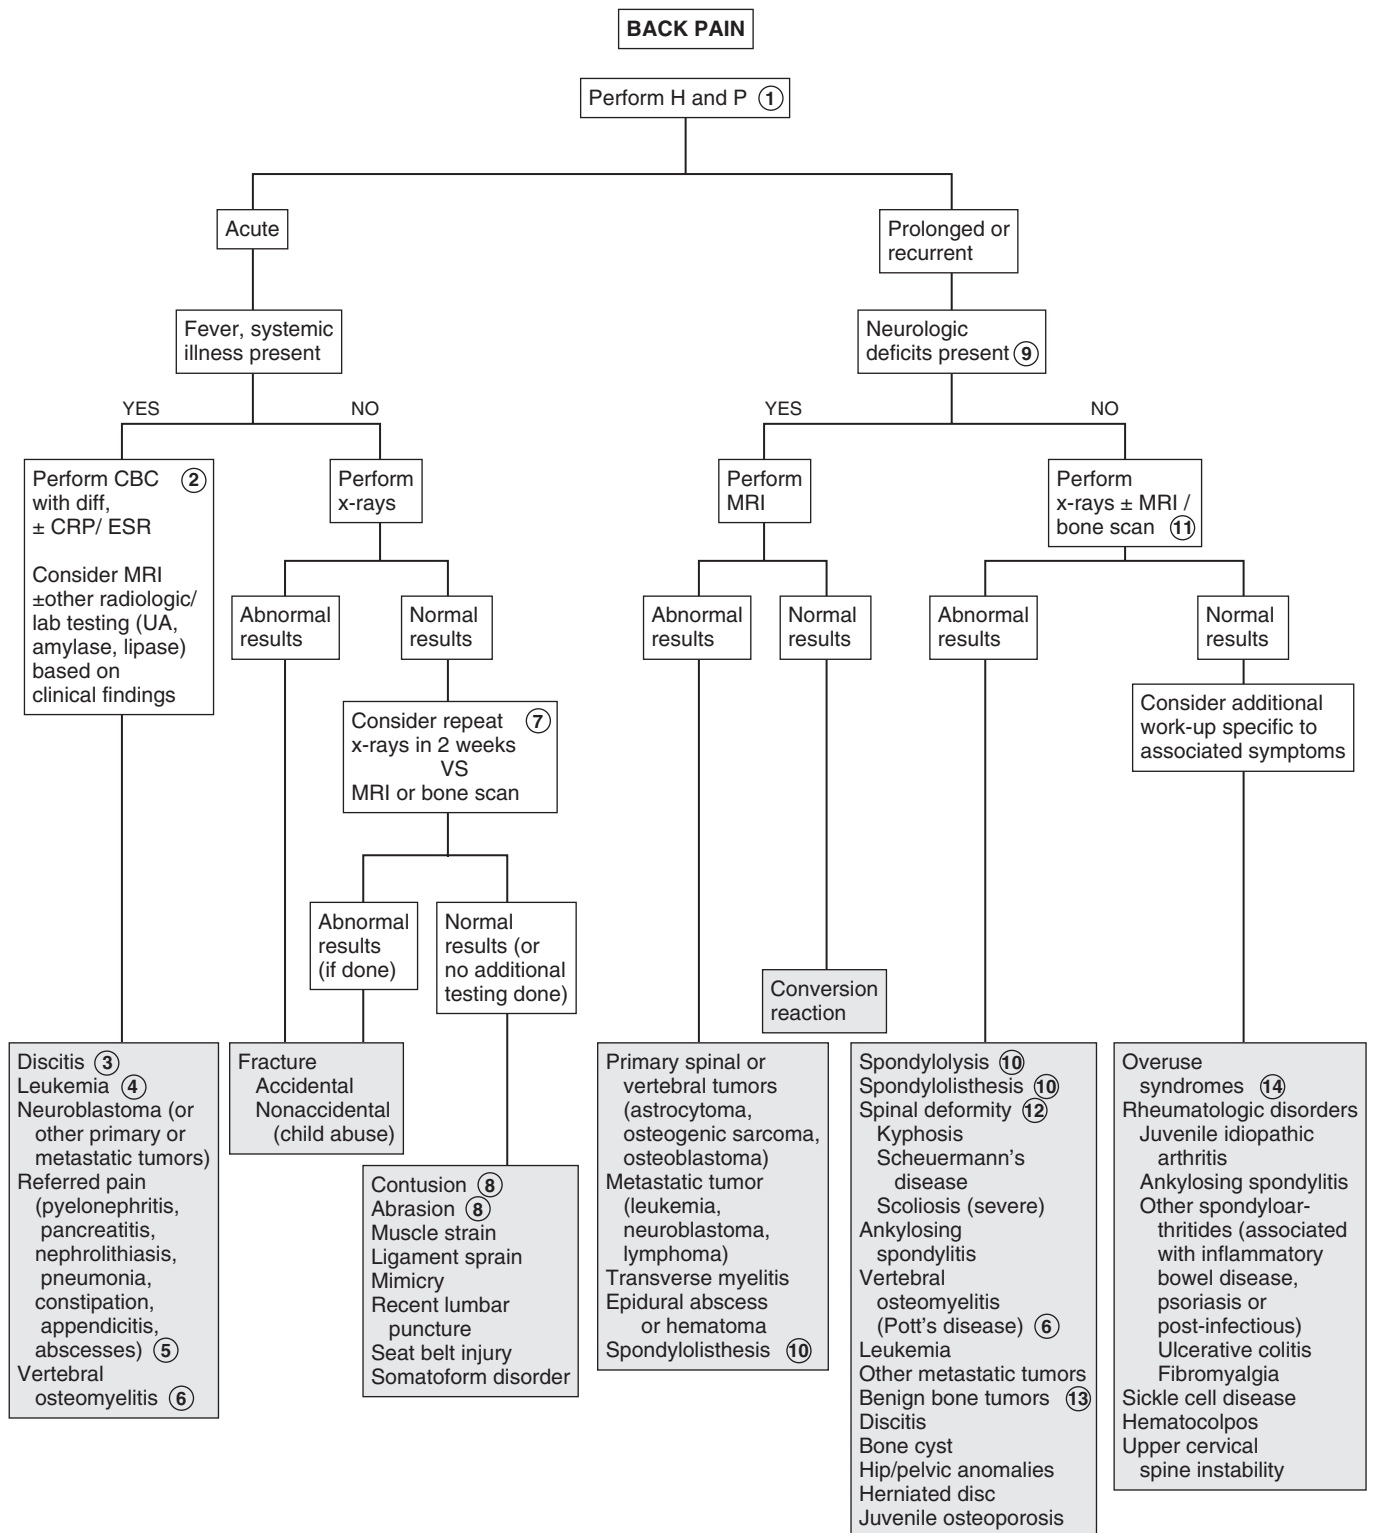 BACK PAIN
Perform H and P 1
Acute
Prolonged or
recurrent
Fever, systemic
illness present
Neurologic
deficits present 9
YES
NO
YES
NO
Perform CBC 2
with diff,
± CRP/ ESR
Consider MRI
±other radiologic/
lab testing (UA,
amylase, lipase)
based on
clinical findings
Perform
x-rays
Perform
MRI
Perform
x-rays ± MRI /
bone scan 11
Abnormal
results
Normal
results
Abnormal
results
Normal
results
Abnormal
results
Normal
results
Consider repeat 7
x-rays in 2 weeks
VS
MRI or bone scan
Consider additional
work-up specific to
associated symptoms
Abnormal
results
(if done)
Normal
results (or
no additional
testing done)
Conversion
reaction
Discitis 3
Leukemia 4
Neuroblastoma (or
other primary or
metastatic tumors)
Referred pain
(pyelonephritis,
pancreatitis,
nephrolithiasis,
pneumonia,
constipation,
appendicitis,
abscesses) 5
Vertebral
osteomyelitis 6
Fracture
Accidental
Nonaccidental
(child abuse)
Contusion 8
Abrasion 8
Muscle strain
Ligament sprain
Mimicry
Recent lumbar
puncture
Seat belt injury
Somatoform disorder
Primary spinal or
vertebral tumors
(astrocytoma,
osteogenic sarcoma,
osteoblastoma)
Metastatic tumor
(leukemia,
neuroblastoma,
lymphoma)
Transverse myelitis
Epidural abscess
or hematoma
Spondylolisthesis 10
Spondylolysis 10
Spondylolisthesis 10
Spinal deformity 12
Kyphosis
Scheuermann's
disease
Scoliosis (severe)
Ankylosing
spondylitis
Vertebral
osteomyelitis
(Pott's disease) 6
Leukemia
Other metastatic tumors
Benign bone tumors 13
Discitis
Bone cyst
Hip/pelvic anomalies
Herniated disc
Juvenile osteoporosis
Overuse
syndromes 14
Rheumatologic disorders
Juvenile idiopathic
arthritis
Ankylosing spondylitis
Other spondyloar-
thritides (associated
with inflammatory
bowel disease,
psoriasis or
post-infectious)
Ulcerative colitis
Fibromyalgia
Sickle cell disease
Hematocolpos
Upper cervical
spine instability